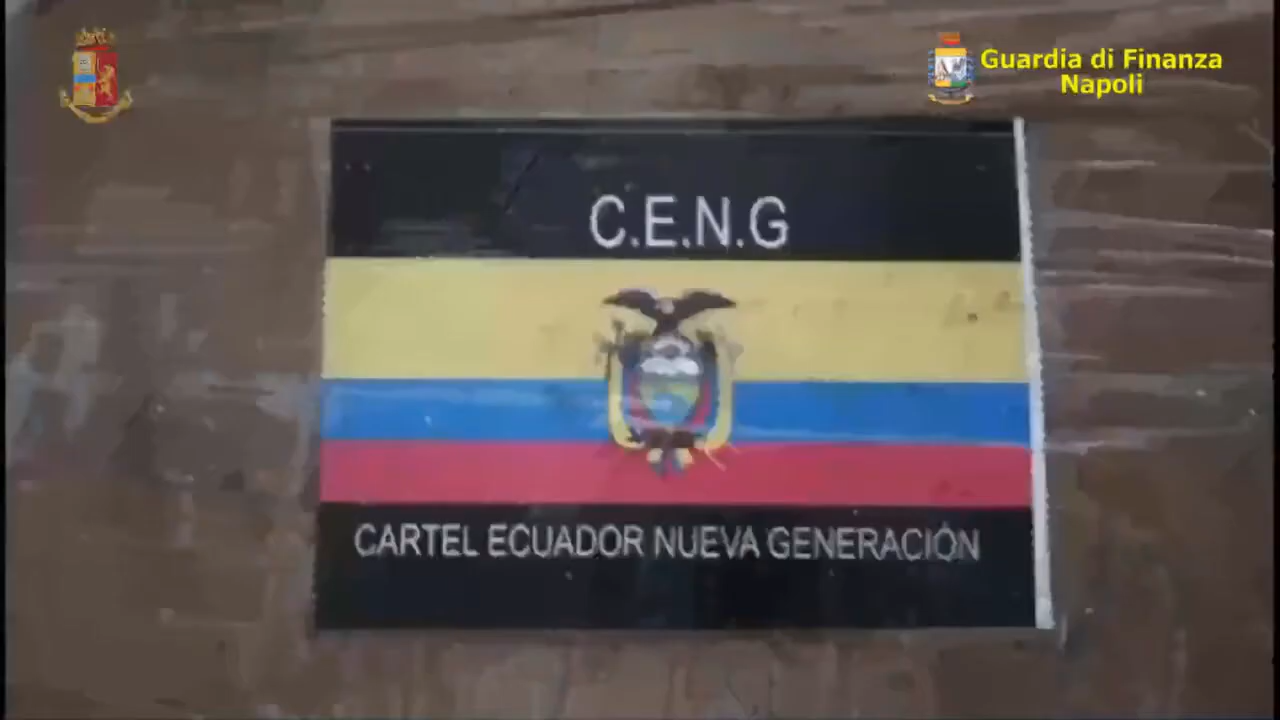 Guardia di Finanza
Napoli
C.E.N.G
CARTEL ECUADOR NUEVA GENERACIÓN